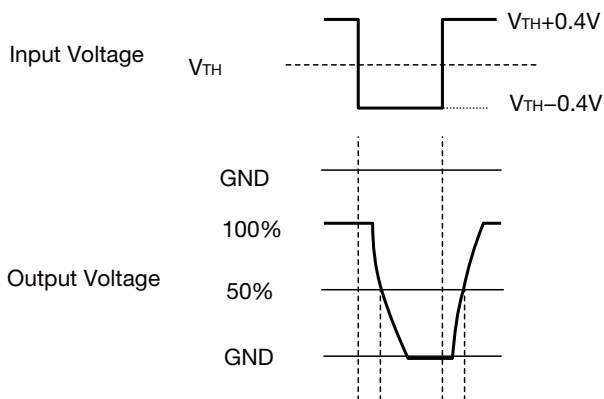 VTH+0.4V
Input Voltage
VTH
VTH−0.4V
GND
100%
Output Voltage
50%
GND